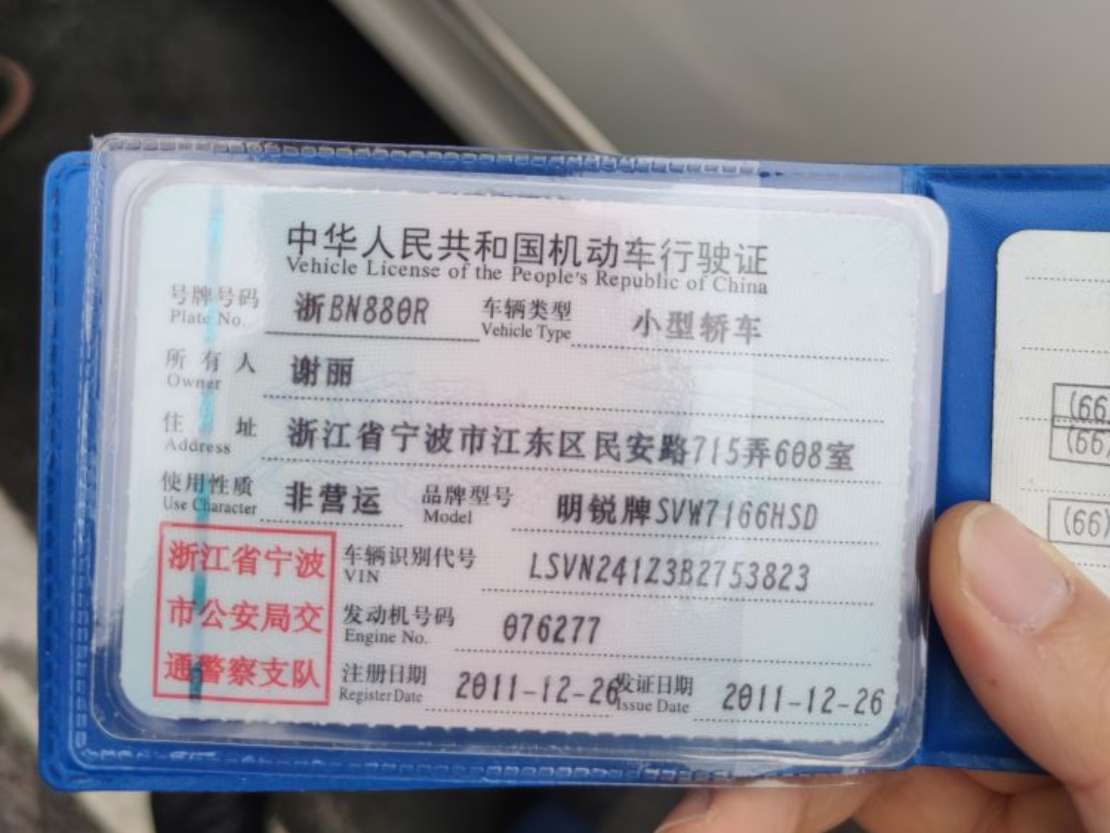 中华人民共和国机动车行驶证
Vehicle License of the People's Republic of China
号牌号码 浙BN880R 车辆类型 小型轿车
Plate No. Vehicle Type
所有人 谢丽
Owner
住址 浙江省宁波市江东区民安路715弄608室
Address
使用性质 非营运 品牌型号 明锐牌SVW7166HSD
Use Character Model
浙江省宁波
市公安局交
通警察支队
车辆识别代号 LSVN241Z3B2753823
VIN
发动机号码 076277
Engine No.
注册日期 2011-12-26 发证日期 2011-12-26
Register Date Issue Date
(66
(66)
(66)